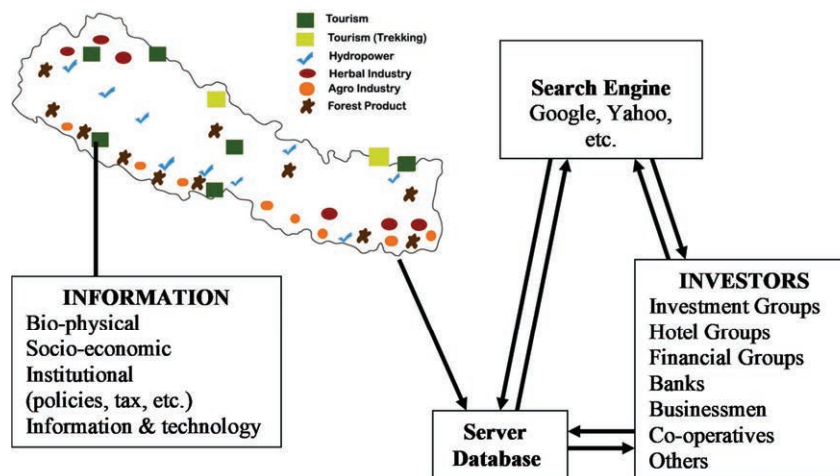 Tourism
Tourism (Trekking)
Hydropower
Herbal Industry
Agro Industry
Forest Product
Search Engine
Google, Yahoo,
etc.
INFORMATION
Bio-physical
Socio-economic
Institutional
(policies, tax, etc.)
Information & technology
Server
Database
INVESTORS
Investment Groups
Hotel Groups
Financial Groups
Banks
Businessmen
Co-operatives
Others